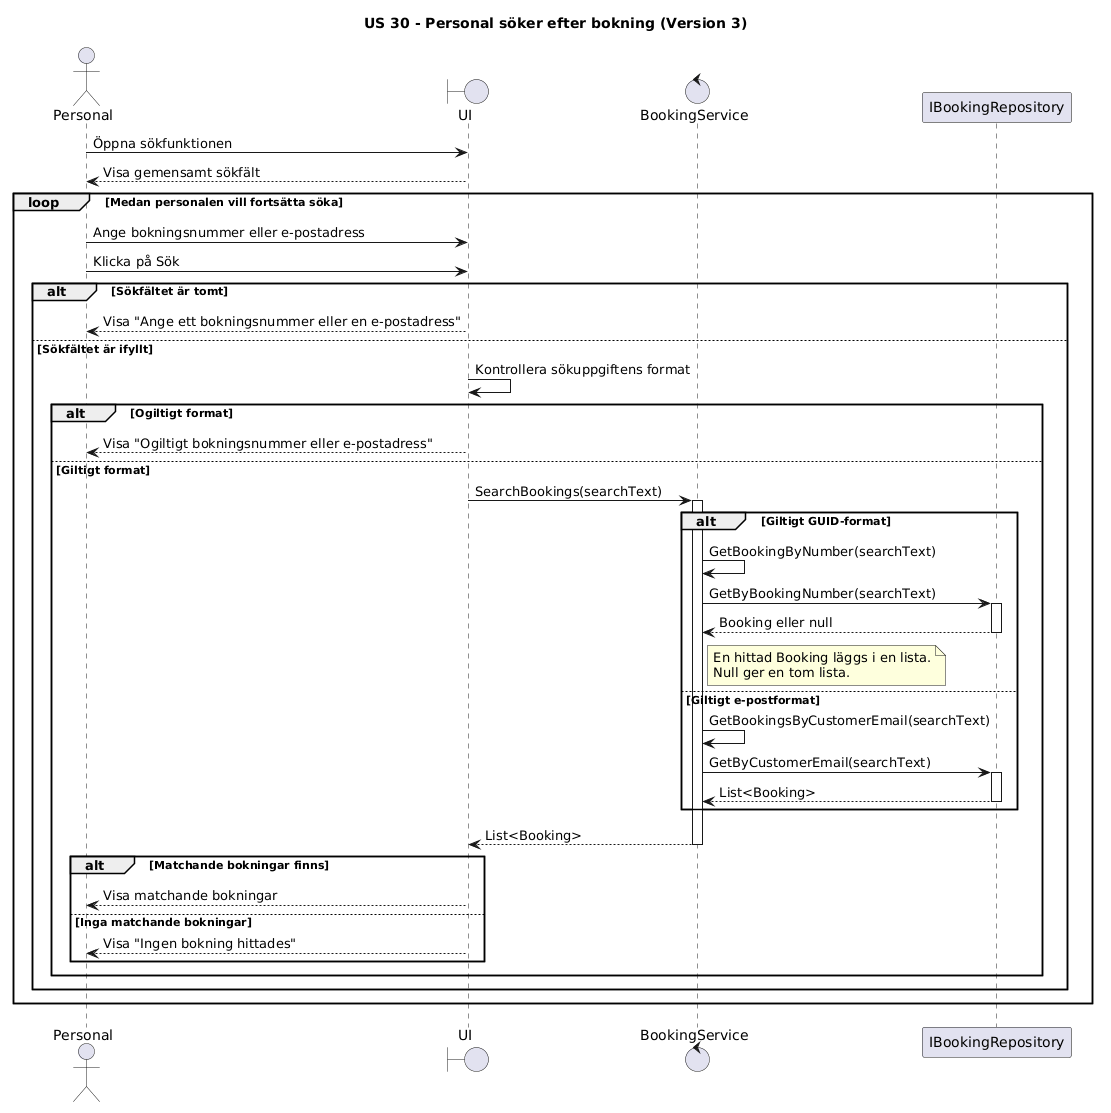 US 30 - Personal söker efter bokning (Version 3)
Personal
UI
BookingService
IBookingRepository
Öppna sökfunktionen
Visa gemensamt sökfält
loop
[Medan personalen vill fortsätta söka]
Ange bokningsnummer eller e-postadress
Klicka på Sök
alt
[Sökfältet är tomt]
Visa "Ange ett bokningsnummer eller en e-postadress"
[Sökfältet är ifyllt]
Kontrollera sökuppgiftens format
alt
[Ogiltigt format]
Visa "Ogiltigt bokningsnummer eller e-postadress"
[Giltigt format]
SearchBookings(searchText)
alt
[Giltigt GUID-format]
GetBookingByNumber(searchText)
GetByBookingNumber(searchText)
Booking eller null
En hittad Booking läggs i en lista.
Null ger en tom lista.
[Giltigt e-postformat]
GetBookingsByCustomerEmail(searchText)
GetByCustomerEmail(searchText)
List<Booking>
List<Booking>
alt
[Matchande bokningar finns]
Visa matchande bokningar
[Inga matchande bokningar]
Visa "Ingen bokning hittades"
Personal
UI
BookingService
IBookingRepository